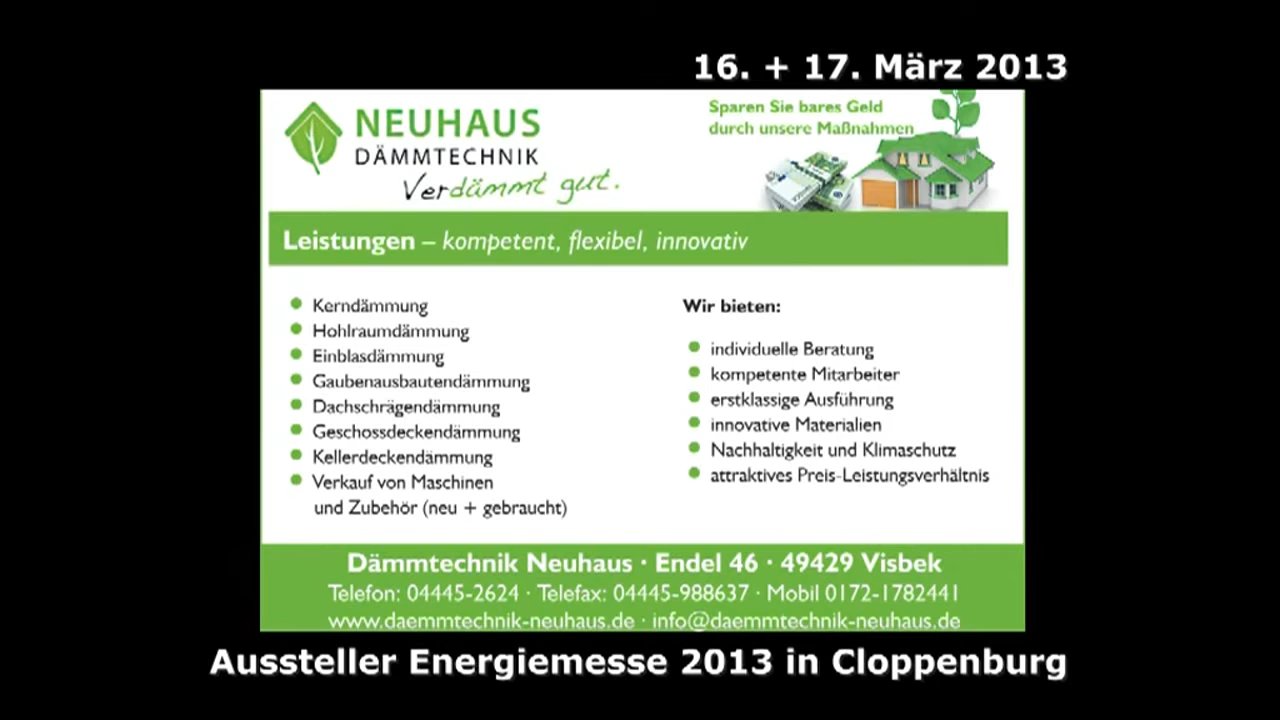 16. + 17. März 2013
NEUHAUS
DÄMMTECHNIK
Verdämmt gut.
Sparen Sie bares Geld
durch unsere Maßnahmen
Leistungen – kompetent, flexibel, innovativ
Kerndämmung
Hohlraumdämmung
Einblasdämmung
Gaubenausbautendämmung
Dachschrägendämmung
Geschossdeckendämmung
Kellerdeckendämmung
Verkauf von Maschinen
und Zubehör (neu + gebraucht)
Wir bieten:
individuelle Beratung
kompetente Mitarbeiter
erstklassige Ausführung
innovative Materialien
Nachhaltigkeit und Klimaschutz
attraktives Preis-Leistungsverhältnis
Dämmtechnik Neuhaus · Endel 46 · 49429 Visbek
Telefon: 04445-2624 · Telefax: 04445-988637 · Mobil 0172-1782441
www.daemmtechnik-neuhaus.de · info@daemmtechnik-neuhaus.de
Aussteller Energiemesse 2013 in Cloppenburg